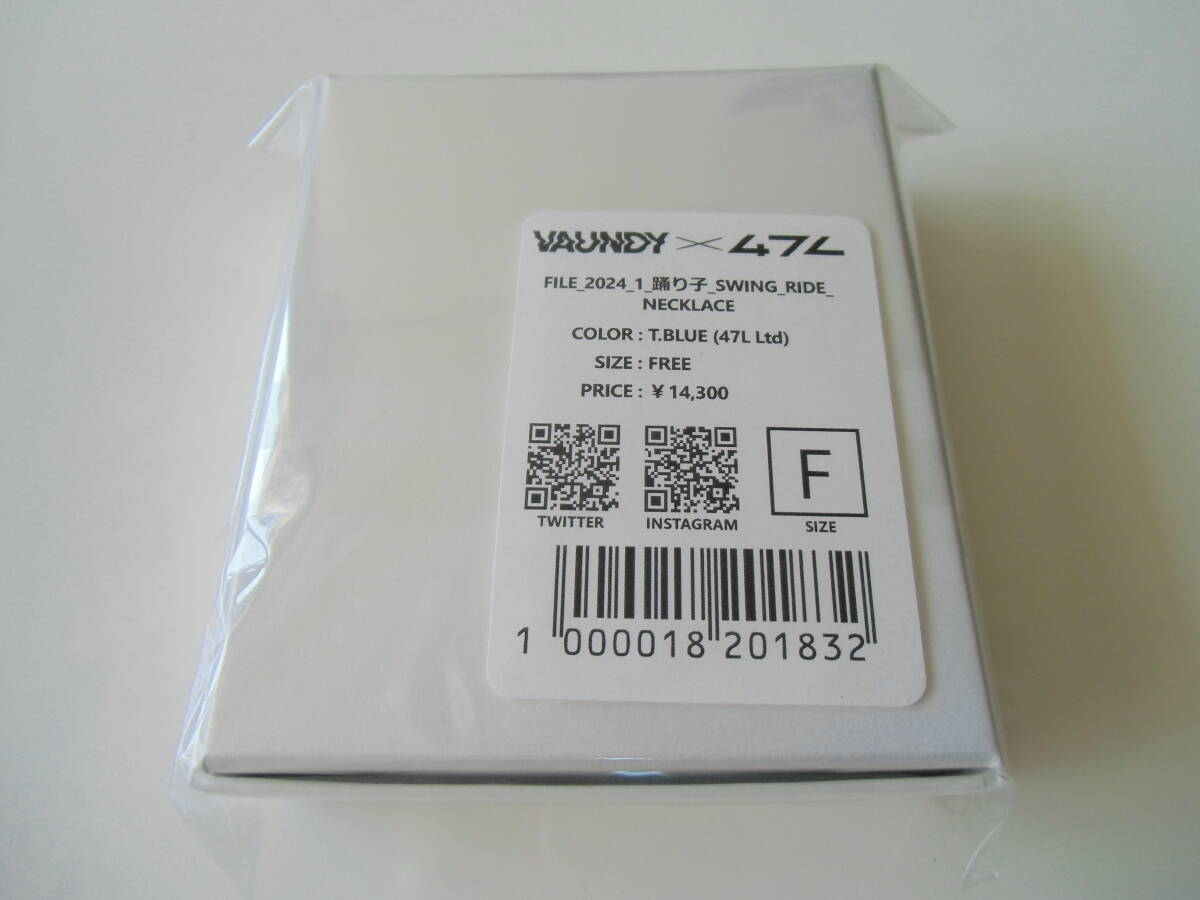 VAUNDY × 47L
FILE_2024_1_踊り子_SWING_RIDE_
NECKLACE
COLOR : T.BLUE (47L Ltd)
SIZE : FREE
PRICE : ¥ 14,300
F
TWITTER INSTAGRAM SIZE
1 000018 201832